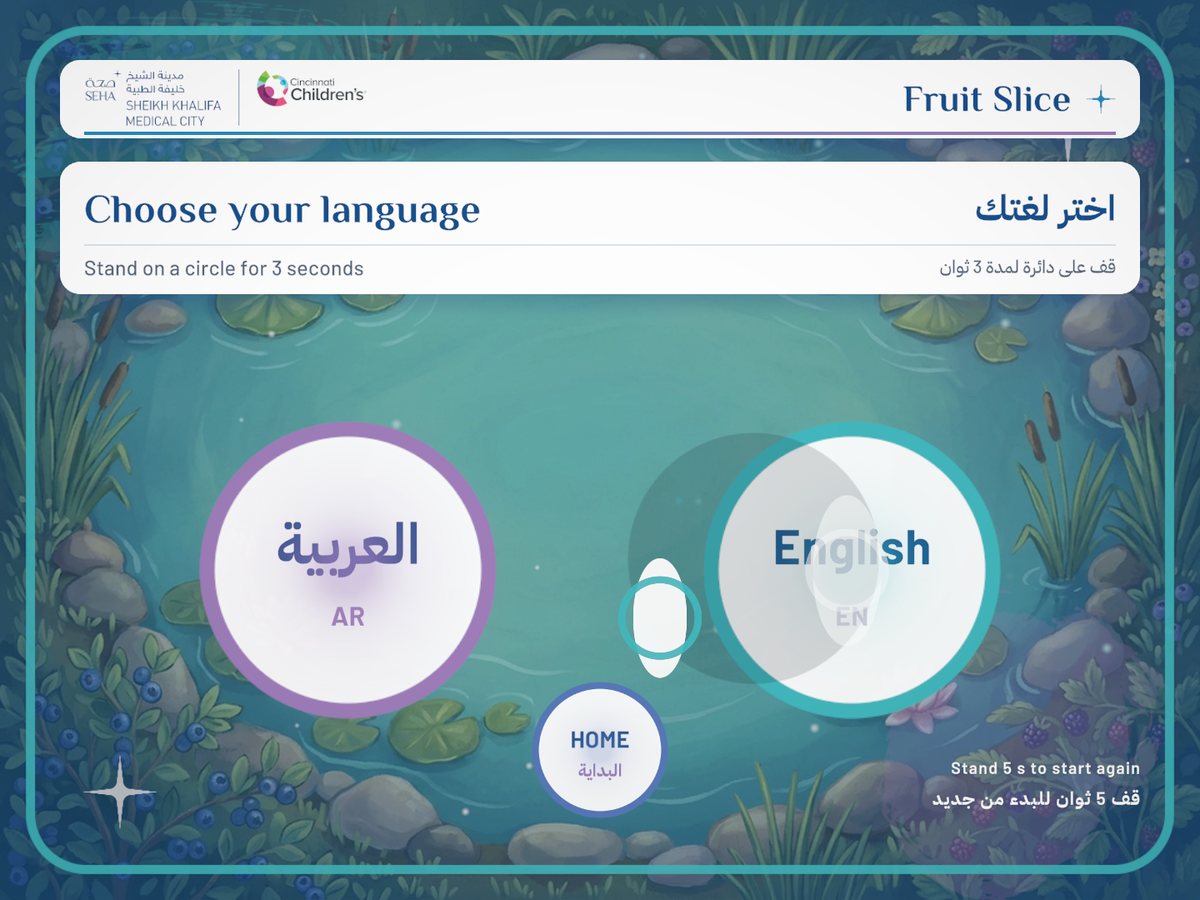 صحة
SEHA
مدينة الشيخ
خليفة الطبية
SHEIKH KHALIFA
MEDICAL CITY
Cincinnati
Children's
Fruit Slice
Choose your language
اختر لغتك
Stand on a circle for 3 seconds
قف على دائرة لمدة 3 ثوان
العربية
AR
English
EN
HOME
البداية
Stand 5 s to start again
قف 5 ثوان للبدء من جديد